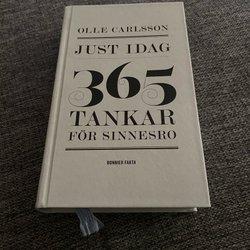 OLLE CARLSSON
JUST IDAG
365
TANKAR
FÖR SINNESRO
BONNIER FAKTA